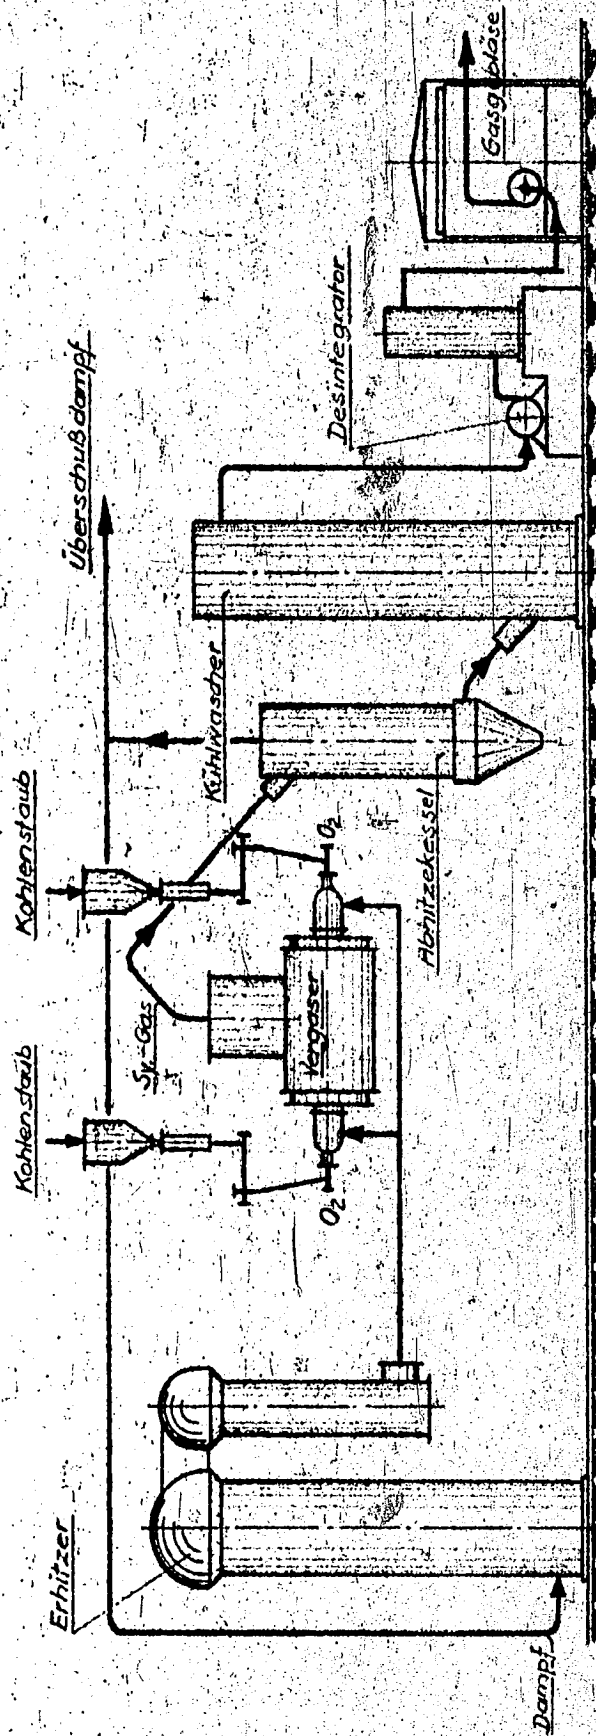 Erhitzer
Dampf
Kohlenstaub
O₂
Sy.-Gas
Vergaser
Kohlenstaub
O₂
Überschußdampf
Abhitzekessel
Kühlwascher
Desintegrator
Gasgebläse